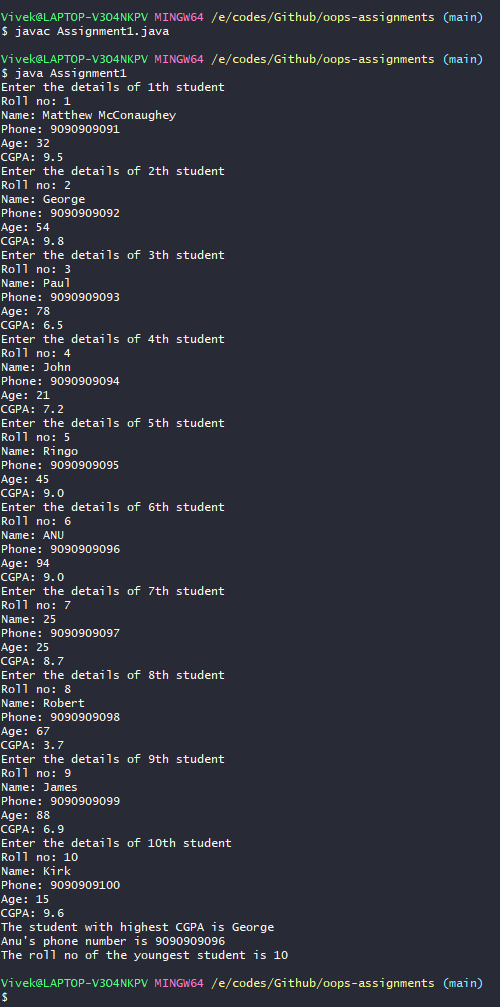 Vivek@LAPTOP-V3O4NKPV MINGW64 /e/codes/Github/oops-assignments (main)
$ javac Assignment1.java
Vivek@LAPTOP-V3O4NKPV MINGW64 /e/codes/Github/oops-assignments (main)
$ java Assignment1
Enter the details of 1th student
Roll no: 1
Name: Matthew McConaughey
Phone: 9090909091
Age: 32
CGPA: 9.5
Enter the details of 2th student
Roll no: 2
Name: George
Phone: 9090909092
Age: 54
CGPA: 9.8
Enter the details of 3th student
Roll no: 3
Name: Paul
Phone: 9090909093
Age: 78
CGPA: 6.5
Enter the details of 4th student
Roll no: 4
Name: John
Phone: 9090909094
Age: 21
CGPA: 7.2
Enter the details of 5th student
Roll no: 5
Name: Ringo
Phone: 9090909095
Age: 45
CGPA: 9.0
Enter the details of 6th student
Roll no: 6
Name: ANU
Phone: 9090909096
Age: 94
CGPA: 9.0
Enter the details of 7th student
Roll no: 7
Name: 25
Phone: 9090909097
Age: 25
CGPA: 8.7
Enter the details of 8th student
Roll no: 8
Name: Robert
Phone: 9090909098
Age: 67
CGPA: 3.7
Enter the details of 9th student
Roll no: 9
Name: James
Phone: 9090909099
Age: 88
CGPA: 6.9
Enter the details of 10th student
Roll no: 10
Name: Kirk
Phone: 9090909100
Age: 15
CGPA: 9.6
The student with highest CGPA is George
Anu's phone number is 9090909096
The roll no of the youngest student is 10
Vivek@LAPTOP-V3O4NKPV MINGW64 /e/codes/Github/oops-assignments (main)
$